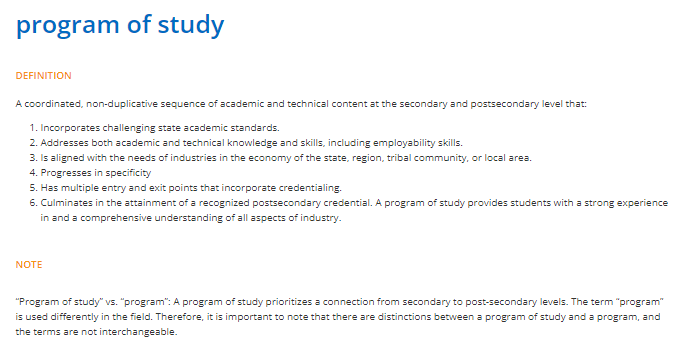 program of study
DEFINITION
A coordinated, non-duplicative sequence of academic and technical content at the secondary and postsecondary level that:
1. Incorporates challenging state academic standards.
2. Addresses both academic and technical knowledge and skills, including employability skills.
3. Is aligned with the needs of industries in the economy of the state, region, tribal community, or local area.
4. Progresses in specificity
5. Has multiple entry and exit points that incorporate credentialing.
6. Culminates in the attainment of a recognized postsecondary credential. A program of study provides students with a strong experience
in and a comprehensive understanding of all aspects of industry.
NOTE
"Program of study" vs. "program": A program of study prioritizes a connection from secondary to post-secondary levels. The term "program"
is used differently in the field. Therefore, it is important to note that there are distinctions between a program of study and a program, and
the terms are not interchangeable.